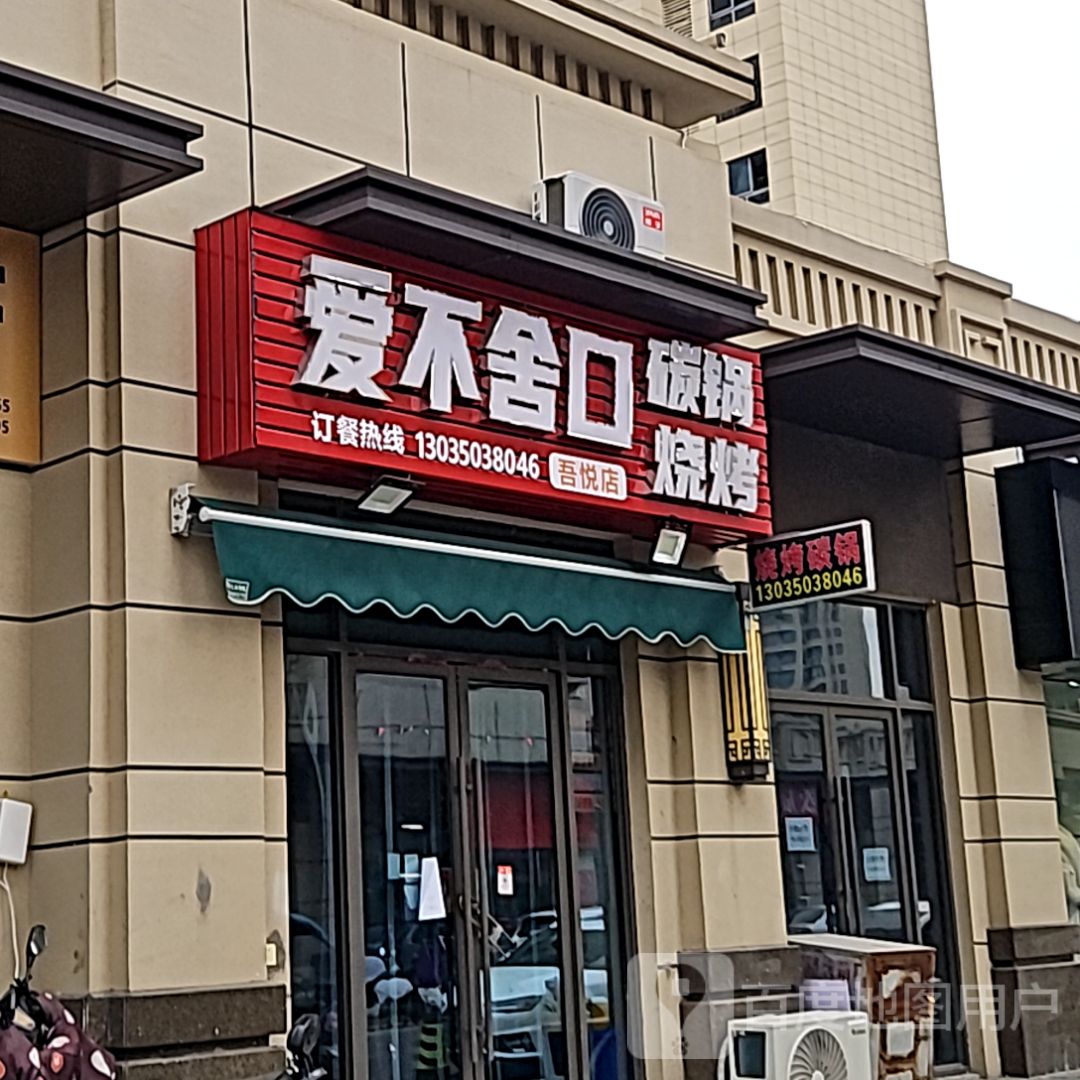 爱不舍口
碳锅
烧烤
订餐热线 13035038046 吾悦店
烧烤碳锅
13035038046
百度地图用户